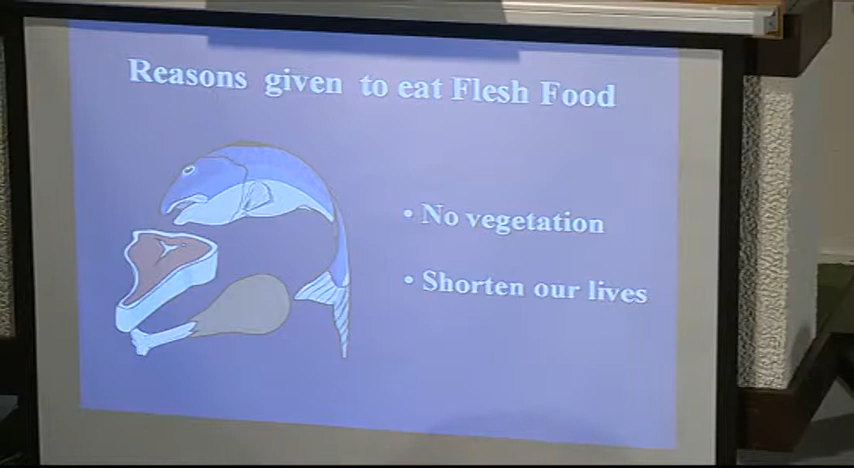 Reasons given to eat Flesh Food
• No vegetation
• Shorten our lives